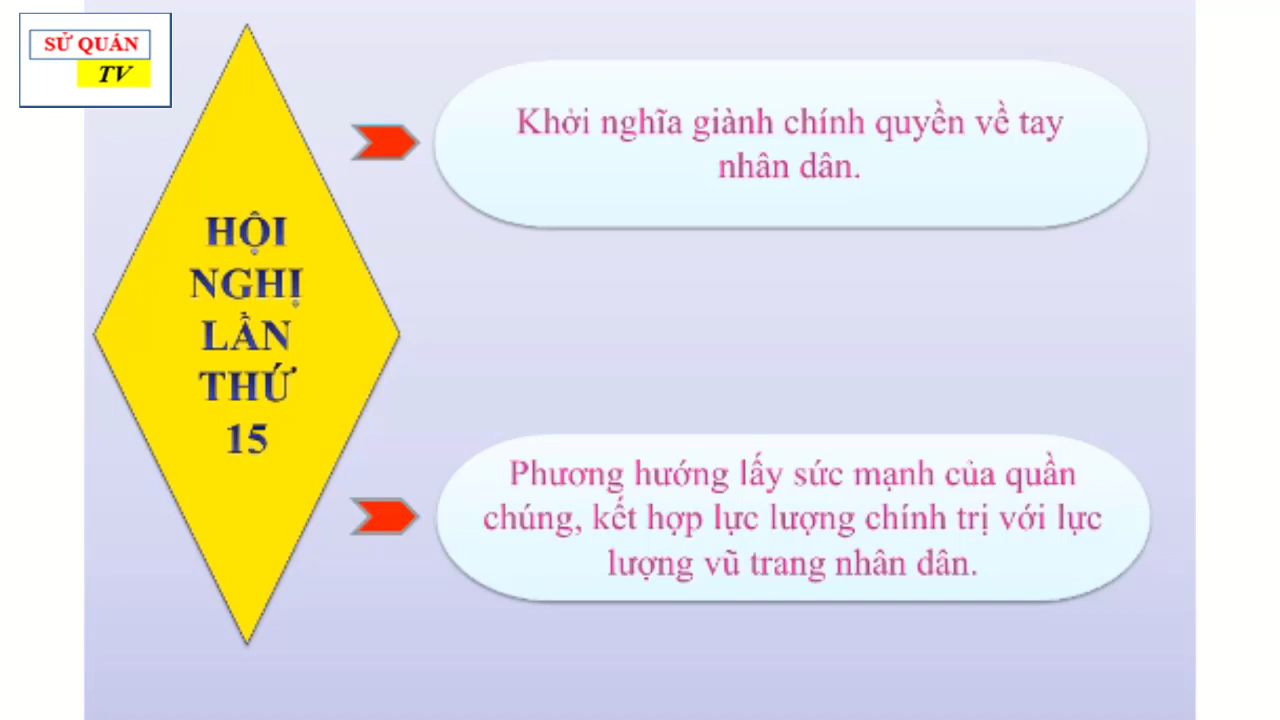 SỬ QUÁN
TV
HỘI
NGHỊ
LẦN
THỨ
15
Khởi nghĩa giành chính quyền về tay
nhân dân.
Phương hướng lấy sức mạnh của quần
chúng, kết hợp lực lượng chính trị với lực
lượng vũ trang nhân dân.